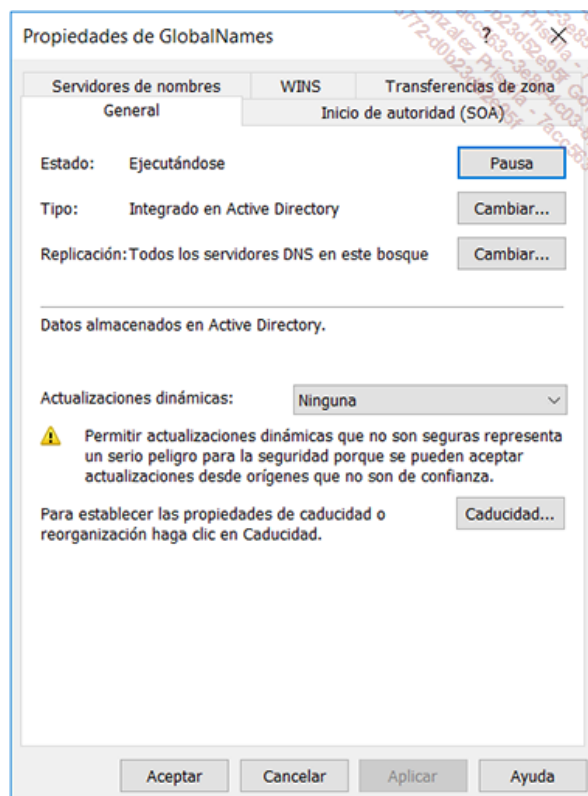 Propiedades de GlobalNames
?
Servidores de nombres WINS Transferencias de zona
General Inicio de autoridad (SOA)
Estado: Ejecutándose Pausa
Tipo: Integrado en Active Directory Cambiar...
Replicación: Todos los servidores DNS en este bosque Cambiar...
Datos almacenados en Active Directory.
Actualizaciones dinámicas: Ninguna
Permitir actualizaciones dinámicas que no son seguras representa
un serio peligro para la seguridad porque se pueden aceptar
actualizaciones desde orígenes que no son de confianza.
Para establecer las propiedades de caducidad o Caducidad...
reorganización haga clic en Caducidad.
Aceptar Cancelar Aplicar Ayuda